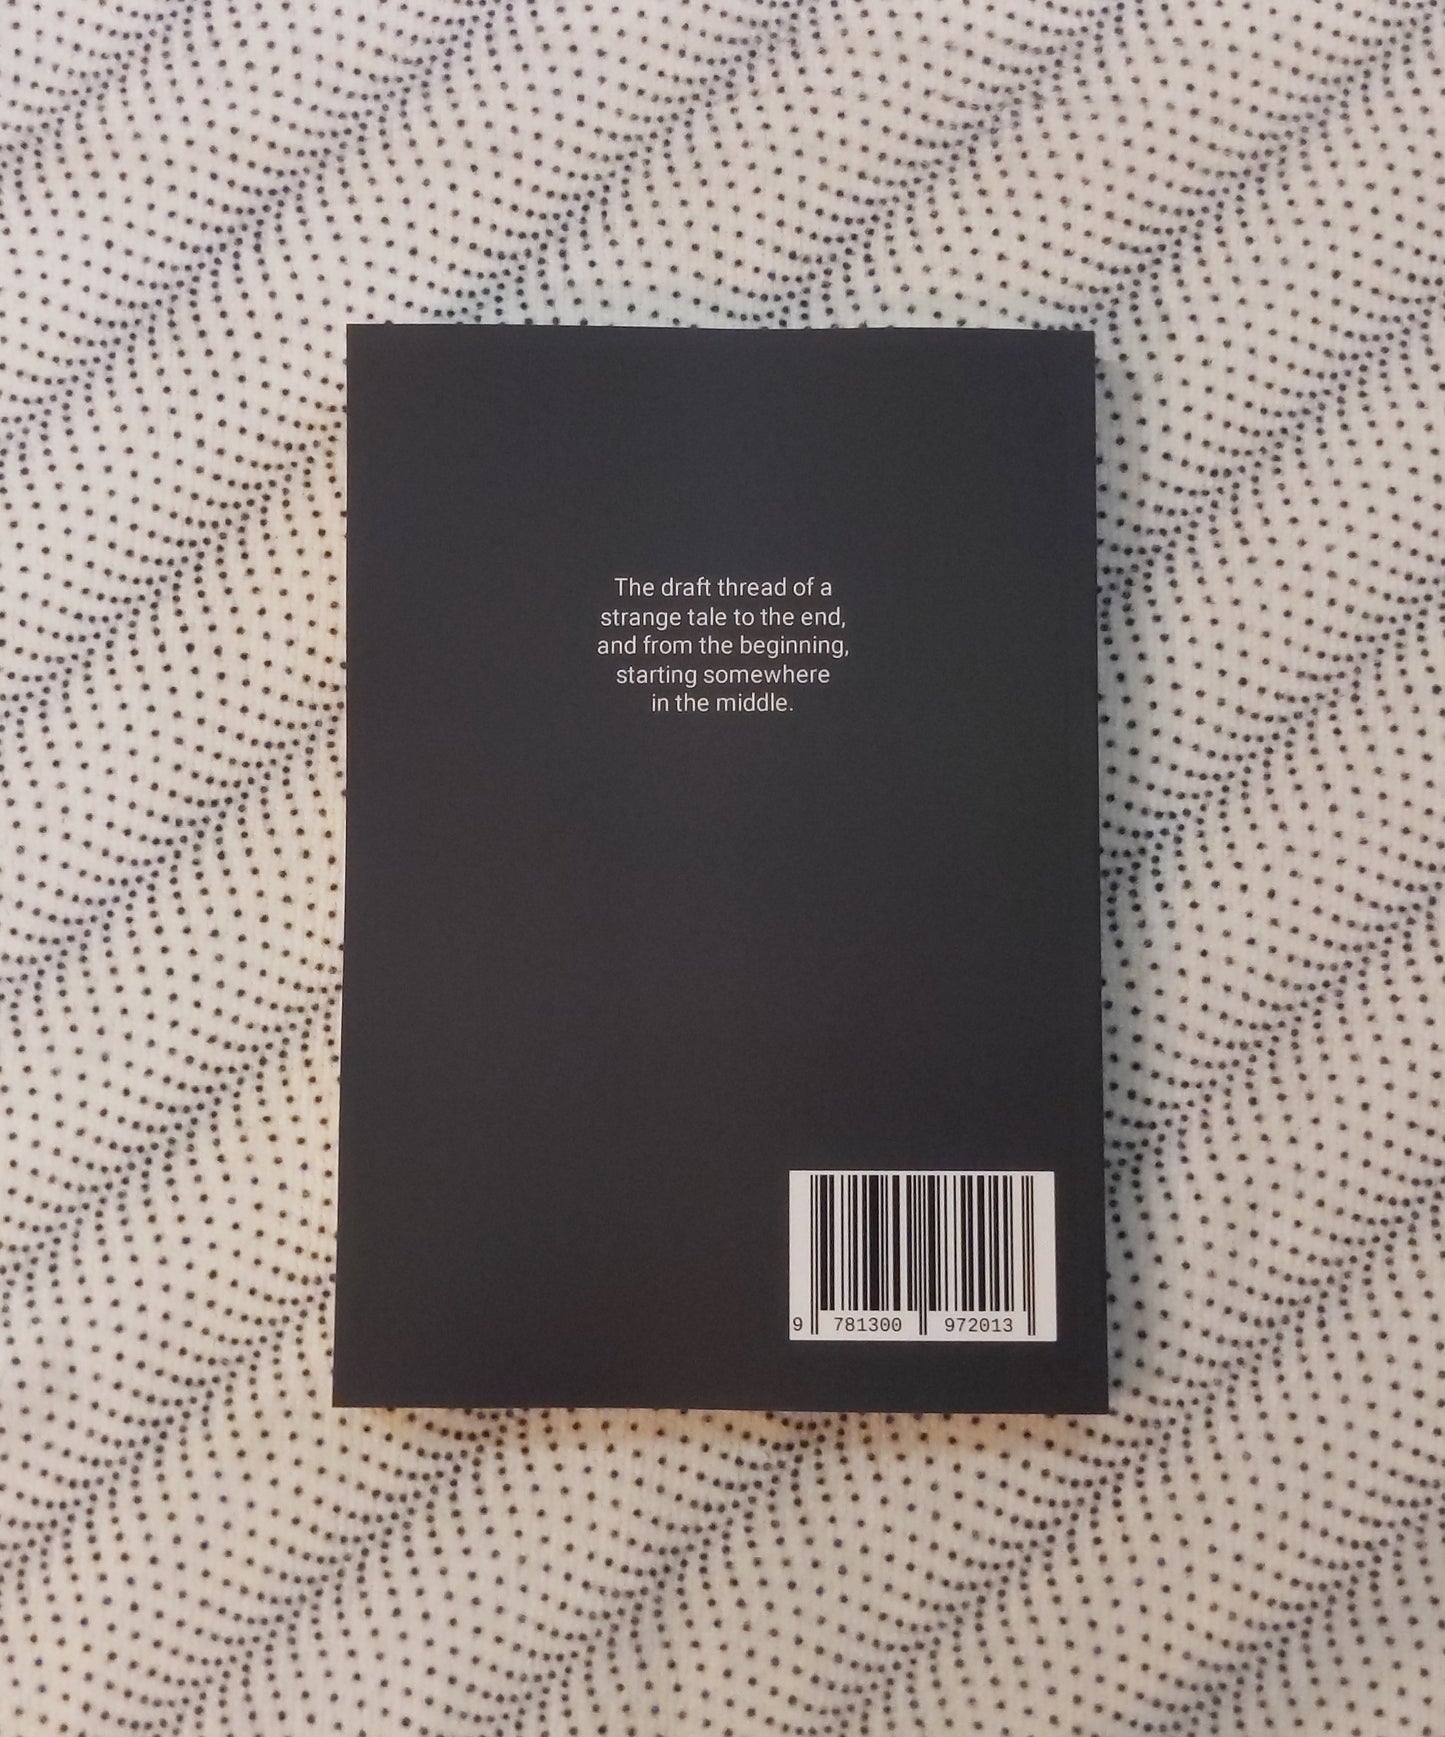 The draft thread of a
strange tale to the end,
and from the beginning,
starting somewhere
in the middle.
9 781300 972013